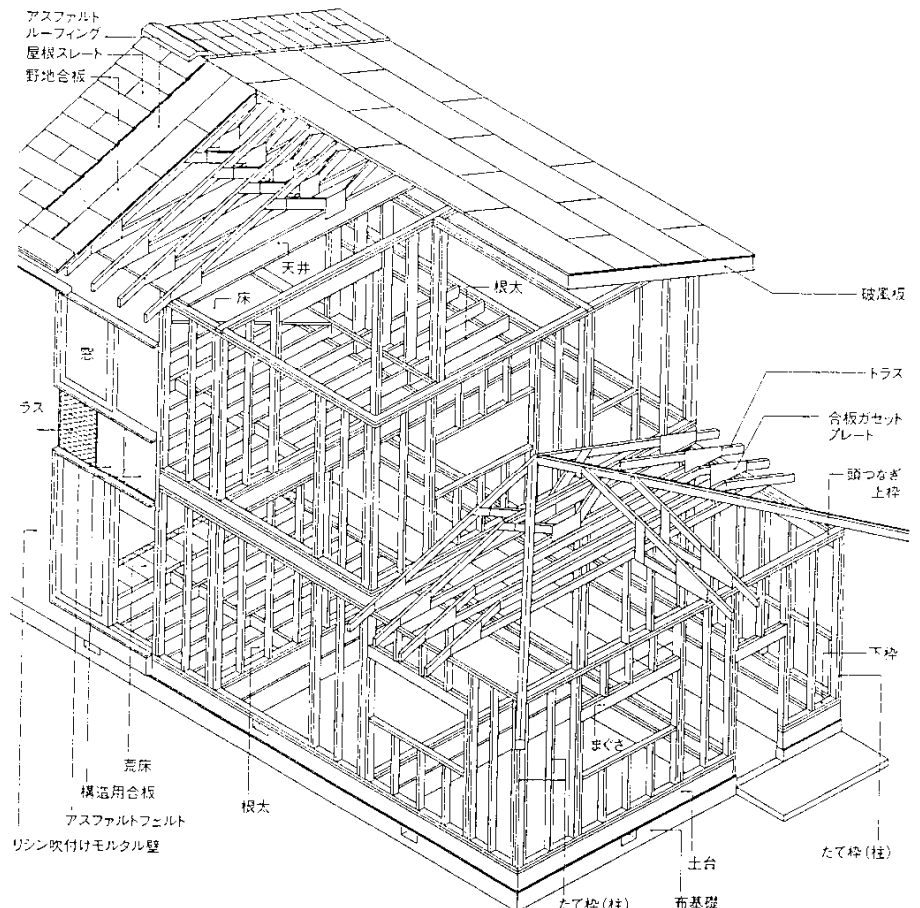 アスファルト
ルーフィング
屋根スレート
野地合板
天井
床
根太
破風板
窓
ラス
トラス
合板ガセット
プレート
頭つなぎ
上枠
下枠
まぐさ
荒床
構造用合板
アスファルトフェルト
リシン吹付けモルタル壁
根太
土台
たて枠(柱)
たて枠(柱)
布基礎